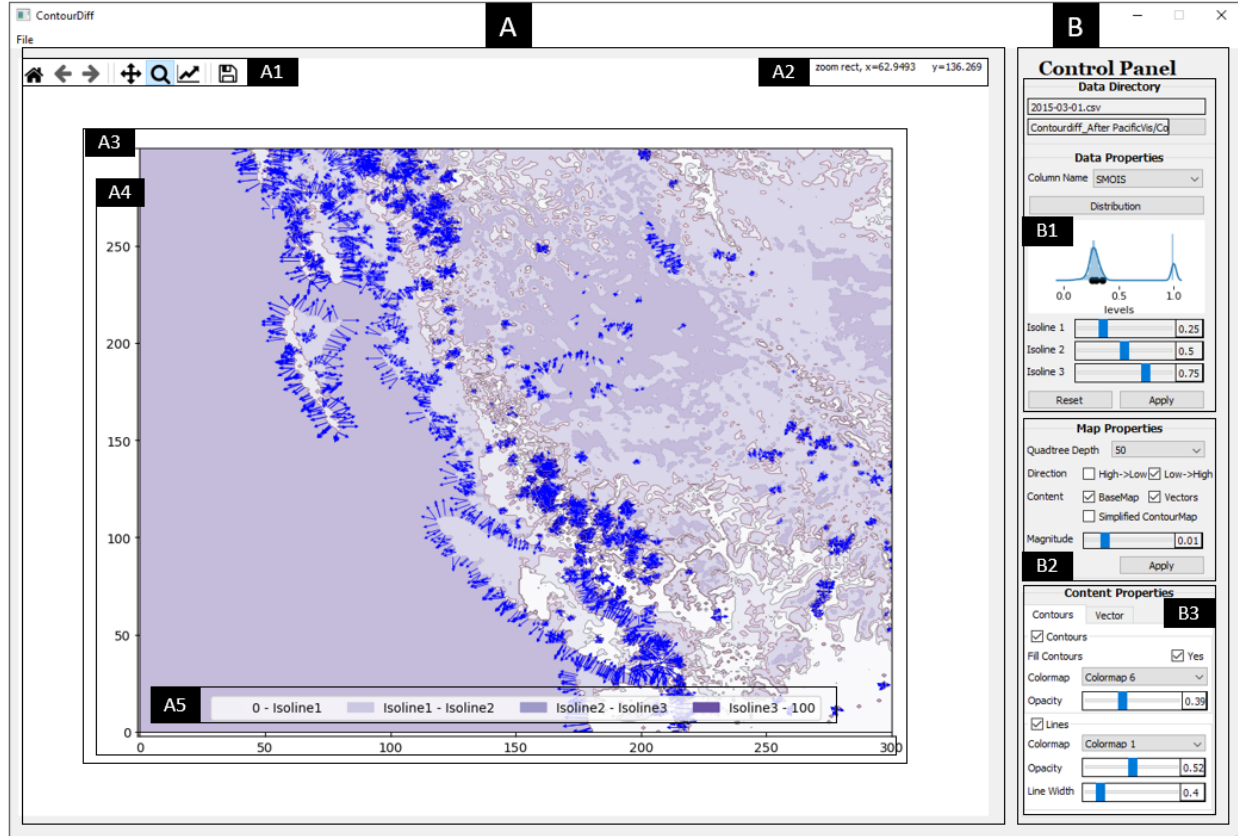 ContourDiff
File
A
B
A1
A2
zoom rect, x=62.9493 y=136.269
A3
A4
250
200
150
100
50
0
0 50 100 150 200 250 300
A5
0 - Isoline1 Isoline1 - Isoline2 Isoline2 - Isoline3 Isoline3 - 100
Control Panel
Data Directory
2015-03-01.csv
Contourdiff_After PacificVis/Co
Data Properties
Column Name SMOIS
Distribution
B1
0.0 0.5 1.0
levels
Isoline 1 0.25
Isoline 2 0.5
Isoline 3 0.75
Reset Apply
Map Properties
Quadtree Depth 50
Direction High->Low Low->High
Content BaseMap Vectors
Simplified ContourMap
Magnitude 0.01
B2
Apply
Content Properties
Contours Vector
B3
Contours
Fill Contours Yes
Colormap Colormap 6
Opacity 0.39
Lines
Colormap Colormap 1
Opacity 0.52
Line Width 0.4